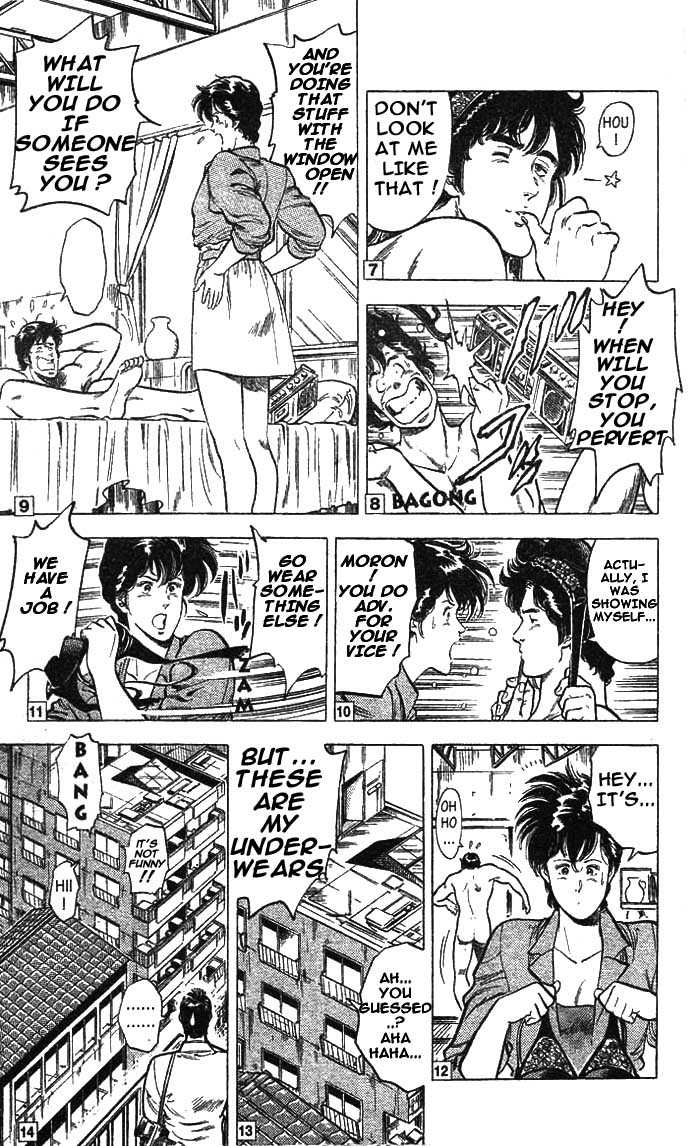 DON'T
LOOK
AT ME
LIKE
THAT !
HOU
!
7
HEY
!
WHEN
WILL
YOU
STOP,
YOU
PERVERT
BAGONG
8
AND
YOU'RE
DOING
THAT
STUFF
WITH
THE
WINDOW
OPEN
!!
WHAT
WILL
YOU DO
IF
SOMEONE
SEES
YOU ?
9
ACTU-
ALLY, I
WAS
SHOWING
MYSELF...
MORON
!
YOU DO
ADV.
FOR
YOUR
VICE !
10
GO
WEAR
SOME-
THING
ELSE !
WE
HAVE
A
JOB !
ZAM
11
HEY...
IT'S...
OH
HO
...
12
BUT...
THESE
ARE
MY
UNDER-
WEARS
AH...
YOU
GUESSED
..?
AHA
HAHA...
13
BANG
IT'S
NOT
FUNNY
!!
HII
!
......
......
14